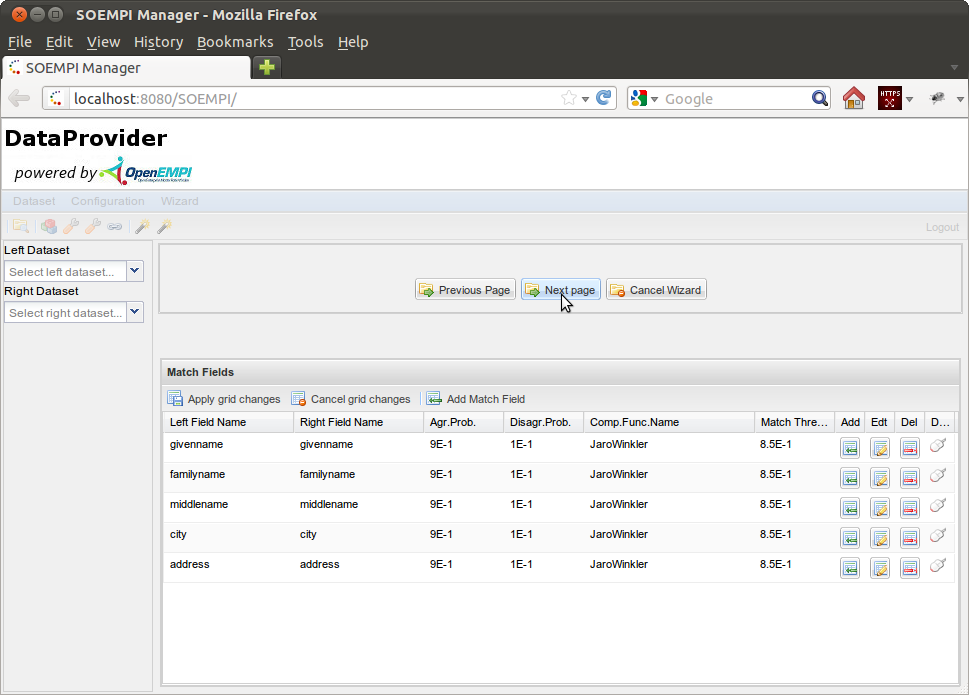 SOEMPI Manager - Mozilla Firefox
File Edit View History Bookmarks Tools Help
SOEMPI Manager
localhost:8080/SOEMPI/ Google HTTPS
DataProvider
powered by OpenEMPI
Dataset Configuration Wizard
Logout
Left Dataset
Select left dataset...
Right Dataset
Select right dataset...
Previous Page Next page Cancel Wizard
Match Fields
Apply grid changes Cancel grid changes Add Match Field
Left Field Name Right Field Name Agr.Prob. Disagr.Prob. Comp.Func.Name Match Thre... Add Edt Del D...
givenname givenname 9E-1 1E-1 JaroWinkler 8.5E-1
familyname familyname 9E-1 1E-1 JaroWinkler 8.5E-1
middlename middlename 9E-1 1E-1 JaroWinkler 8.5E-1
city city 9E-1 1E-1 JaroWinkler 8.5E-1
address address 9E-1 1E-1 JaroWinkler 8.5E-1